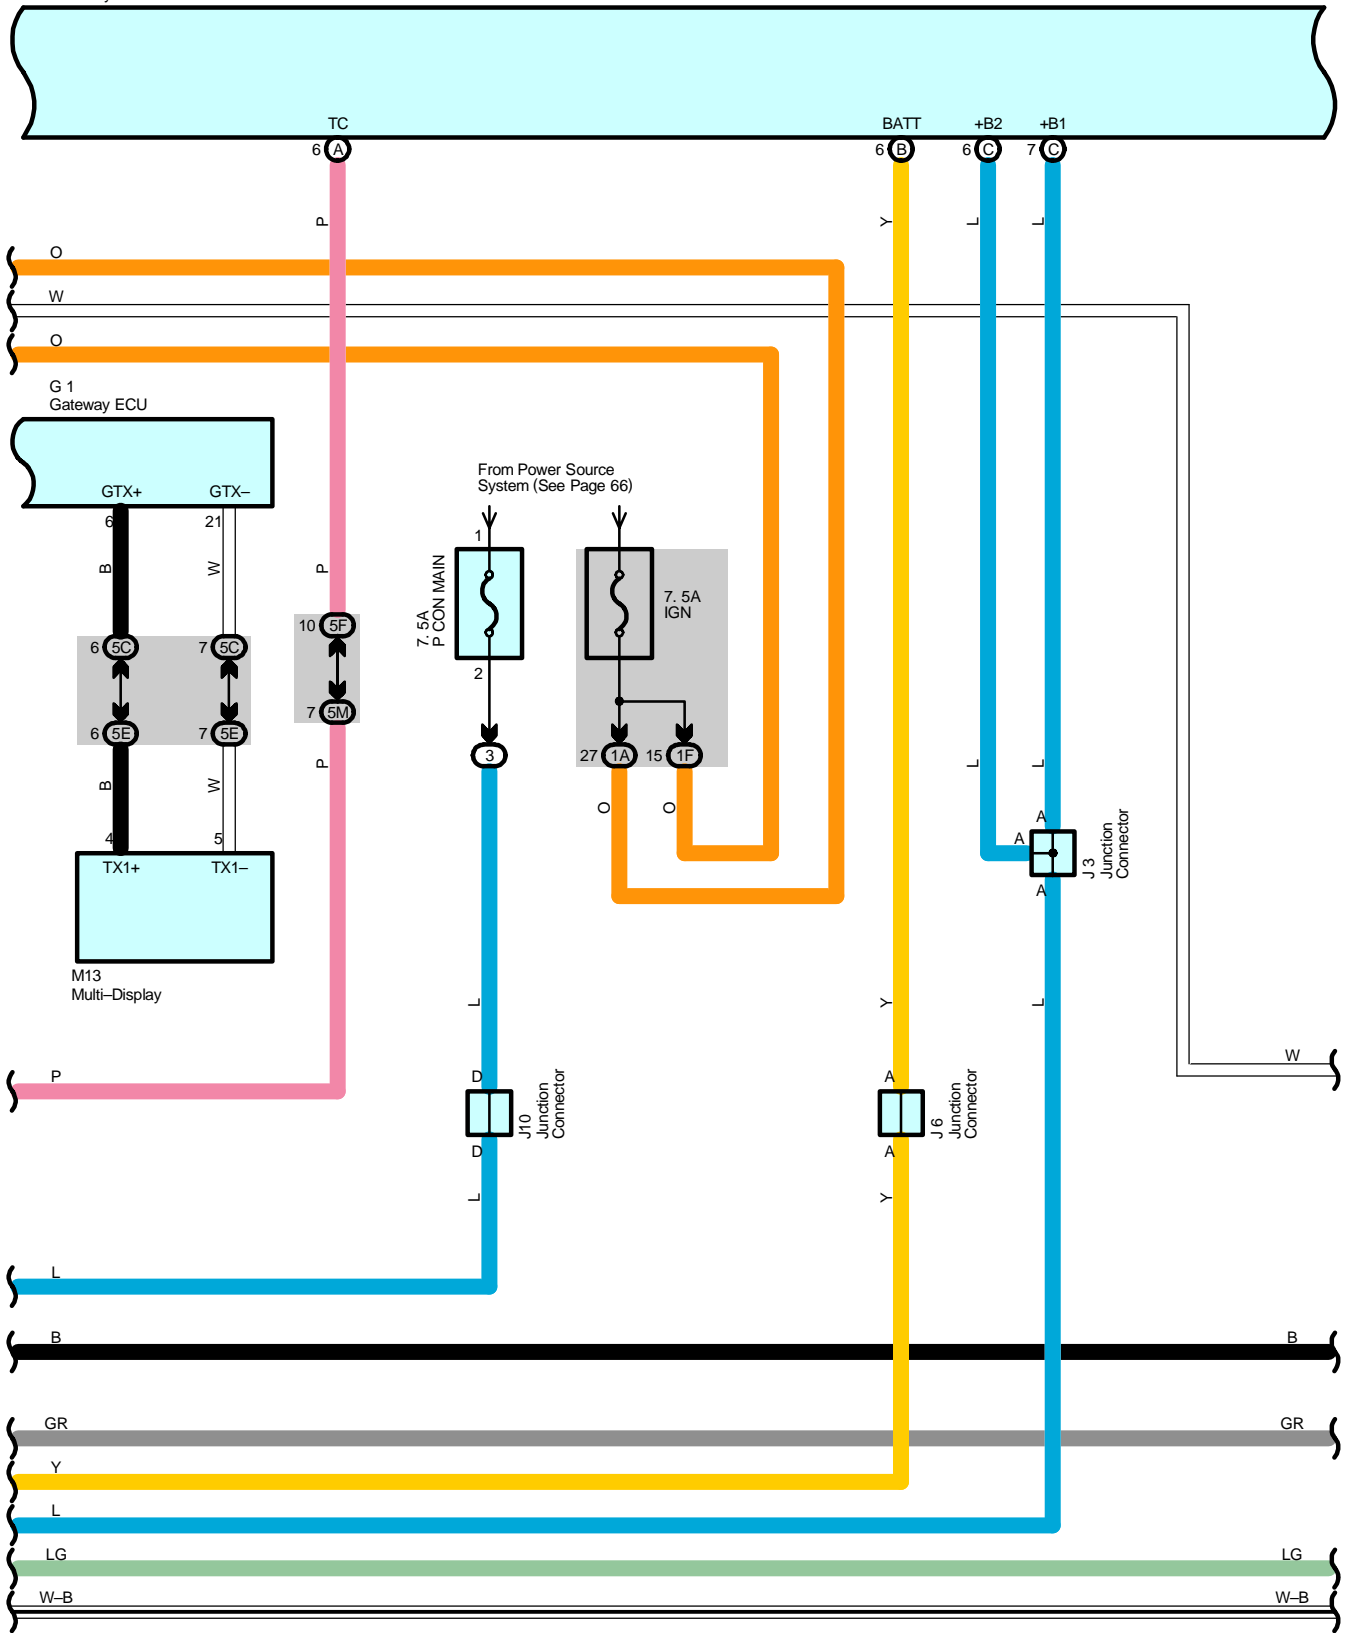 TC
BATT
+B2
+B1
6 A
6 B
6 C
7 C
P
Y
L
L
O
W
O
G 1
Gateway ECU
GTX+
GTX–
6
21
B
W
P
From Power Source
System (See Page 66)
1
7. 5A
P CON MAIN
2
7. 5A
IGN
10 5F
7 5M
6 5C
7 5C
6 5E
7 5E
3
27 1A
15 1F
B
W
P
O
O
L
L
4
5
TX1+
TX1–
M13
Multi–Display
A
A
A
J 3
Junction
Connector
L
Y
L
P
D
D
J10
Junction
Connector
A
A
J 6
Junction
Connector
W
L
Y
L
B
B
GR
GR
Y
L
LG
LG
W–B
W–B